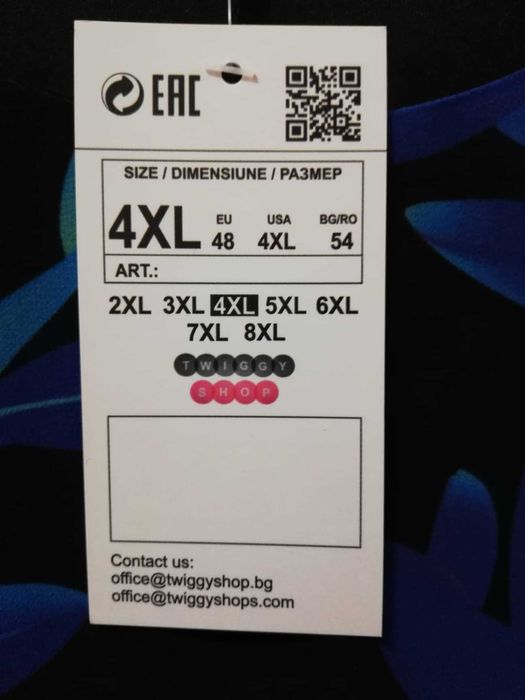 EAC
SIZE / DIMENSIUNE / РАЗМЕР
4XL EU 48 USA 4XL BG/RO 54
ART.:
2XL 3XL 4XL 5XL 6XL
7XL 8XL
TWIGGY
SHOP
Contact us:
office@twiggyshop.bg
office@twiggyshops.com